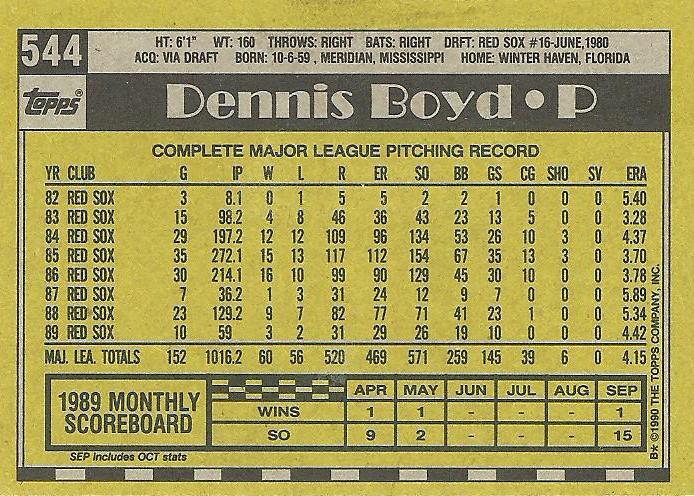 544
HT: 6'1" WT: 160 THROWS: RIGHT BATS: RIGHT DRFT: RED SOX #16-JUNE,1980
ACQ: VIA DRAFT BORN: 10-6-59 , MERIDIAN, MISSISSIPPI HOME: WINTER HAVEN, FLORIDA
Topps® Dennis Boyd • P
COMPLETE MAJOR LEAGUE PITCHING RECORD
YR CLUB G IP W L R ER SO BB GS CG SHO SV ERA
82 RED SOX 3 8.1 0 1 5 5 2 2 1 0 0 0 5.40
83 RED SOX 15 98.2 4 8 46 36 43 23 13 5 0 0 3.28
84 RED SOX 29 197.2 12 12 109 96 134 53 26 10 3 0 4.37
85 RED SOX 35 272.1 15 13 117 112 154 67 35 13 3 0 3.70
86 RED SOX 30 214.1 16 10 99 90 129 45 30 10 0 0 3.78
87 RED SOX 7 36.2 1 3 31 24 12 9 7 0 0 0 5.89
88 RED SOX 23 129.2 9 7 82 77 71 41 23 1 0 0 5.34
89 RED SOX 10 59 3 2 31 29 26 19 10 0 0 0 4.42
MAJ. LEA. TOTALS 152 1016.2 60 56 520 469 571 259 145 39 6 0 4.15
1989 MONTHLY
SCOREBOARD
APR MAY JUN JUL AUG SEP
WINS 1 1 - - - 1
SO 9 2 - - - 15
SEP includes OCT stats
B* ©1990 THE TOPPS COMPANY, INC.